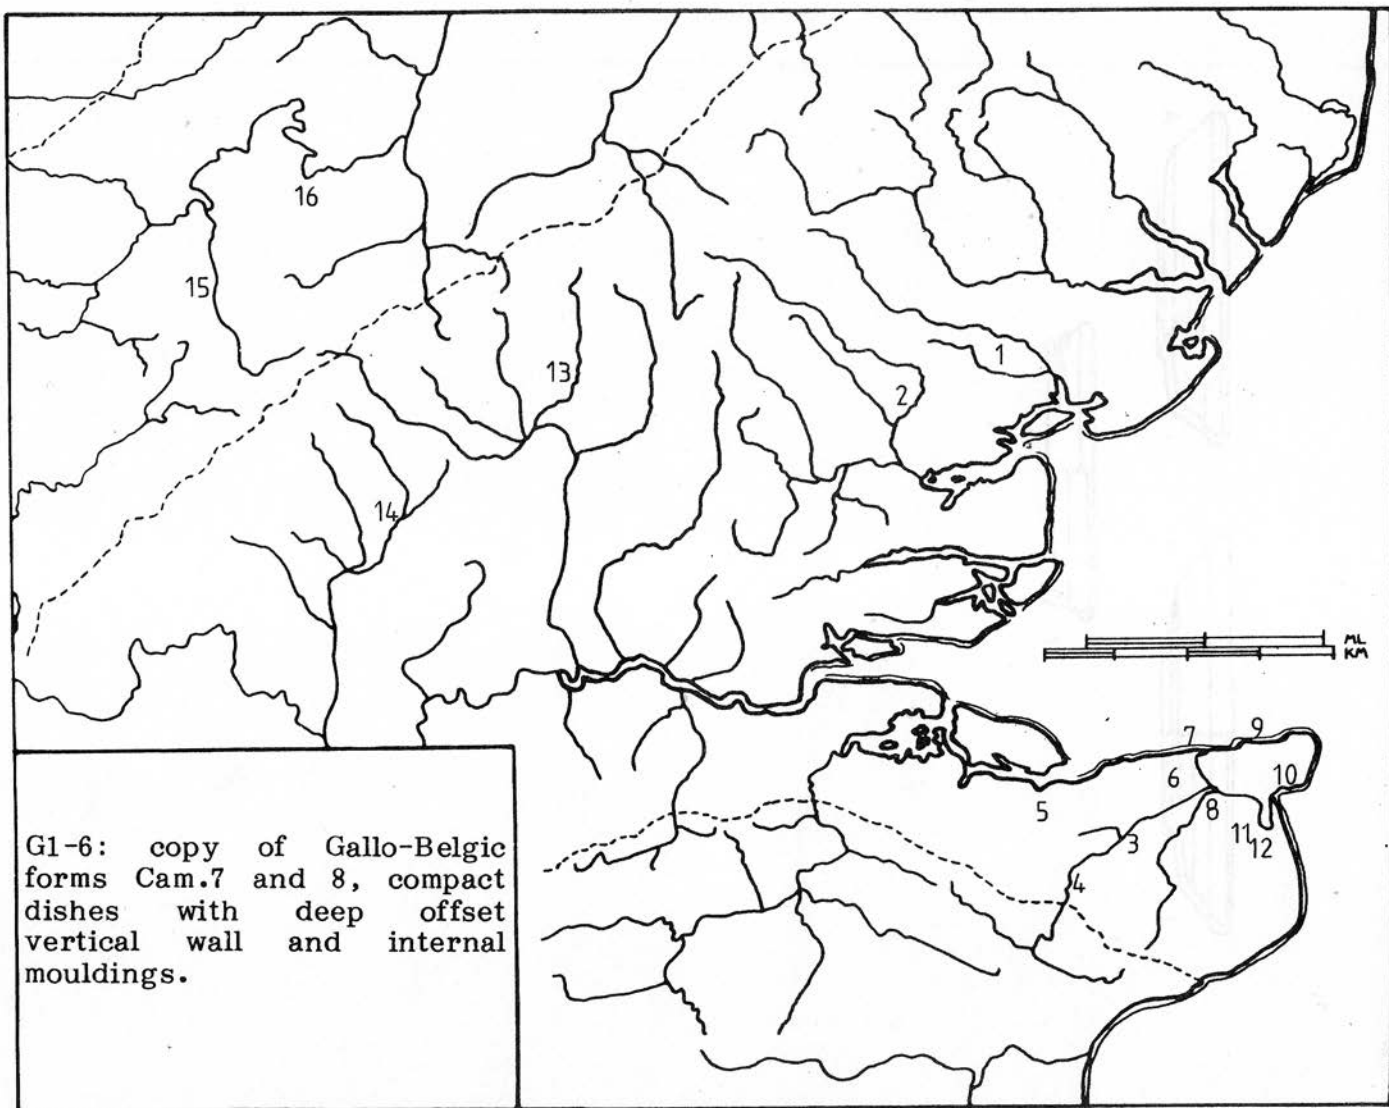 16
15
13
1
2
14
ML
KM
7
9
6
10
5
8
3
11
12
4
G1-6: copy of Gallo-Belgic
forms Cam.7 and 8, compact
dishes with deep offset
vertical wall and internal
mouldings.